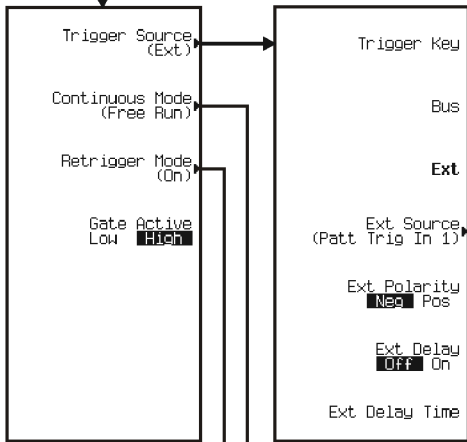 Trigger Source
(Ext)
Continuous Mode
(Free Run)
Retrigger Mode
(On)
Gate Active
Low High
Trigger Key
Bus
Ext
Ext Source
(Patt Trig In 1)
Ext Polarity
Neg Pos
Ext Delay
Off On
Ext Delay Time